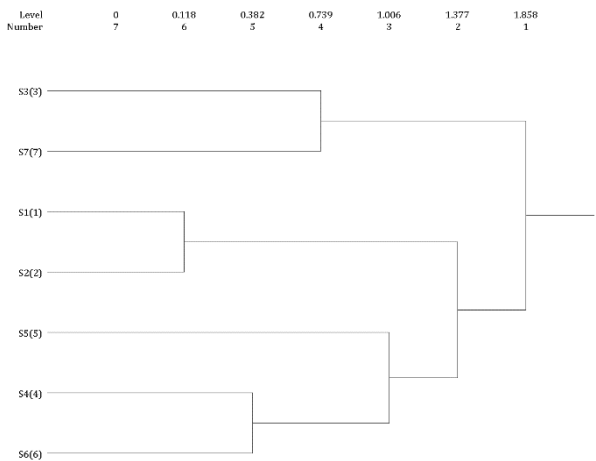 Level 0 0.118 0.382 0.739 1.006 1.377 1.858
Number 7 6 5 4 3 2 1
S3(3)
S7(7)
S1(1)
S2(2)
S5(5)
S4(4)
S6(6)